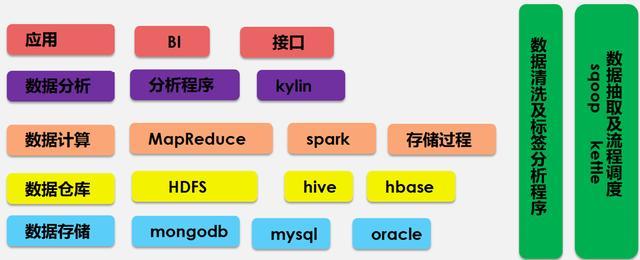 应用 BI 接口
数据分析 分析程序 kylin
数据计算 MapReduce spark 存储过程
数据仓库 HDFS hive hbase
数据存储 mongodb mysql oracle
数据清洗及标签分析程序
数据抽取及流程调度
sqoop kettle